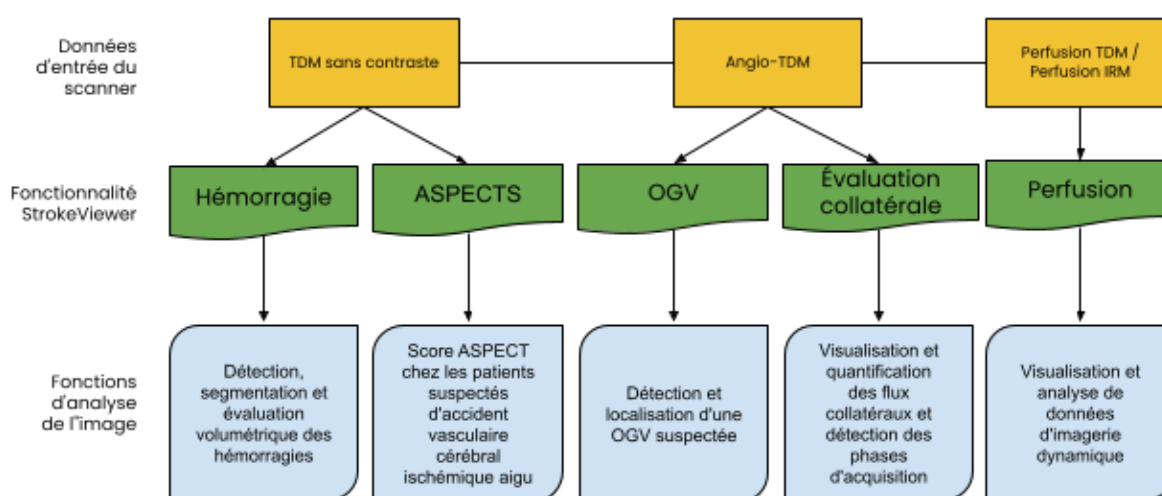 Données
d'entrée du
scanner
TDM sans contraste
Angio-TDM
Perfusion TDM /
Perfusion IRM
Fonctionnalité
StrokeViewer
Hémorragie
ASPECTS
OGV
Évaluation
collatérale
Perfusion
Fonctions
d'analyse
de l"image
Détection,
segmentation et
évaluation
volumétrique des
hémorragies
Score ASPECT
chez les patients
suspectés
d'accident
vasculaire
cérébral
ischémique aigu
Détection et
localisation d'une
OGV suspectée
Visualisation et
quantification
des flux
collatéraux et
détection des
phases
d'acquisition
Visualisation et
analyse de
données
d'imagerie
dynamique